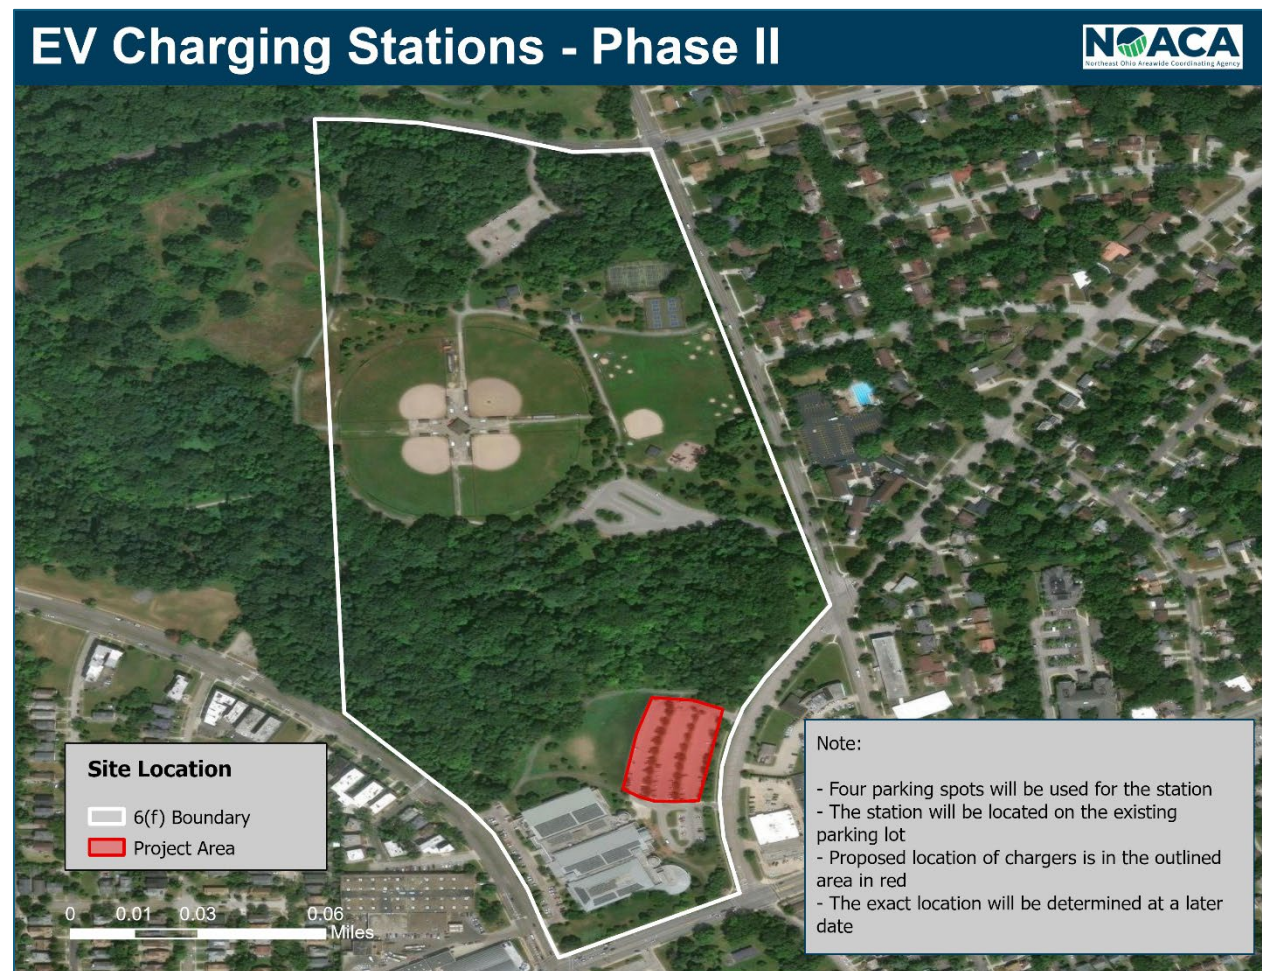 EV Charging Stations - Phase II
NOACA
Northeast Ohio Areawide Coordinating Agency
Note:
- Four parking spots will be used for the station
- The station will be located on the existing
parking lot
- Proposed location of chargers is in the outlined
area in red
- The exact location will be determined at a later
date
Site Location
6(f) Boundary
Project Area
0 0.01 0.03 0.06
Miles